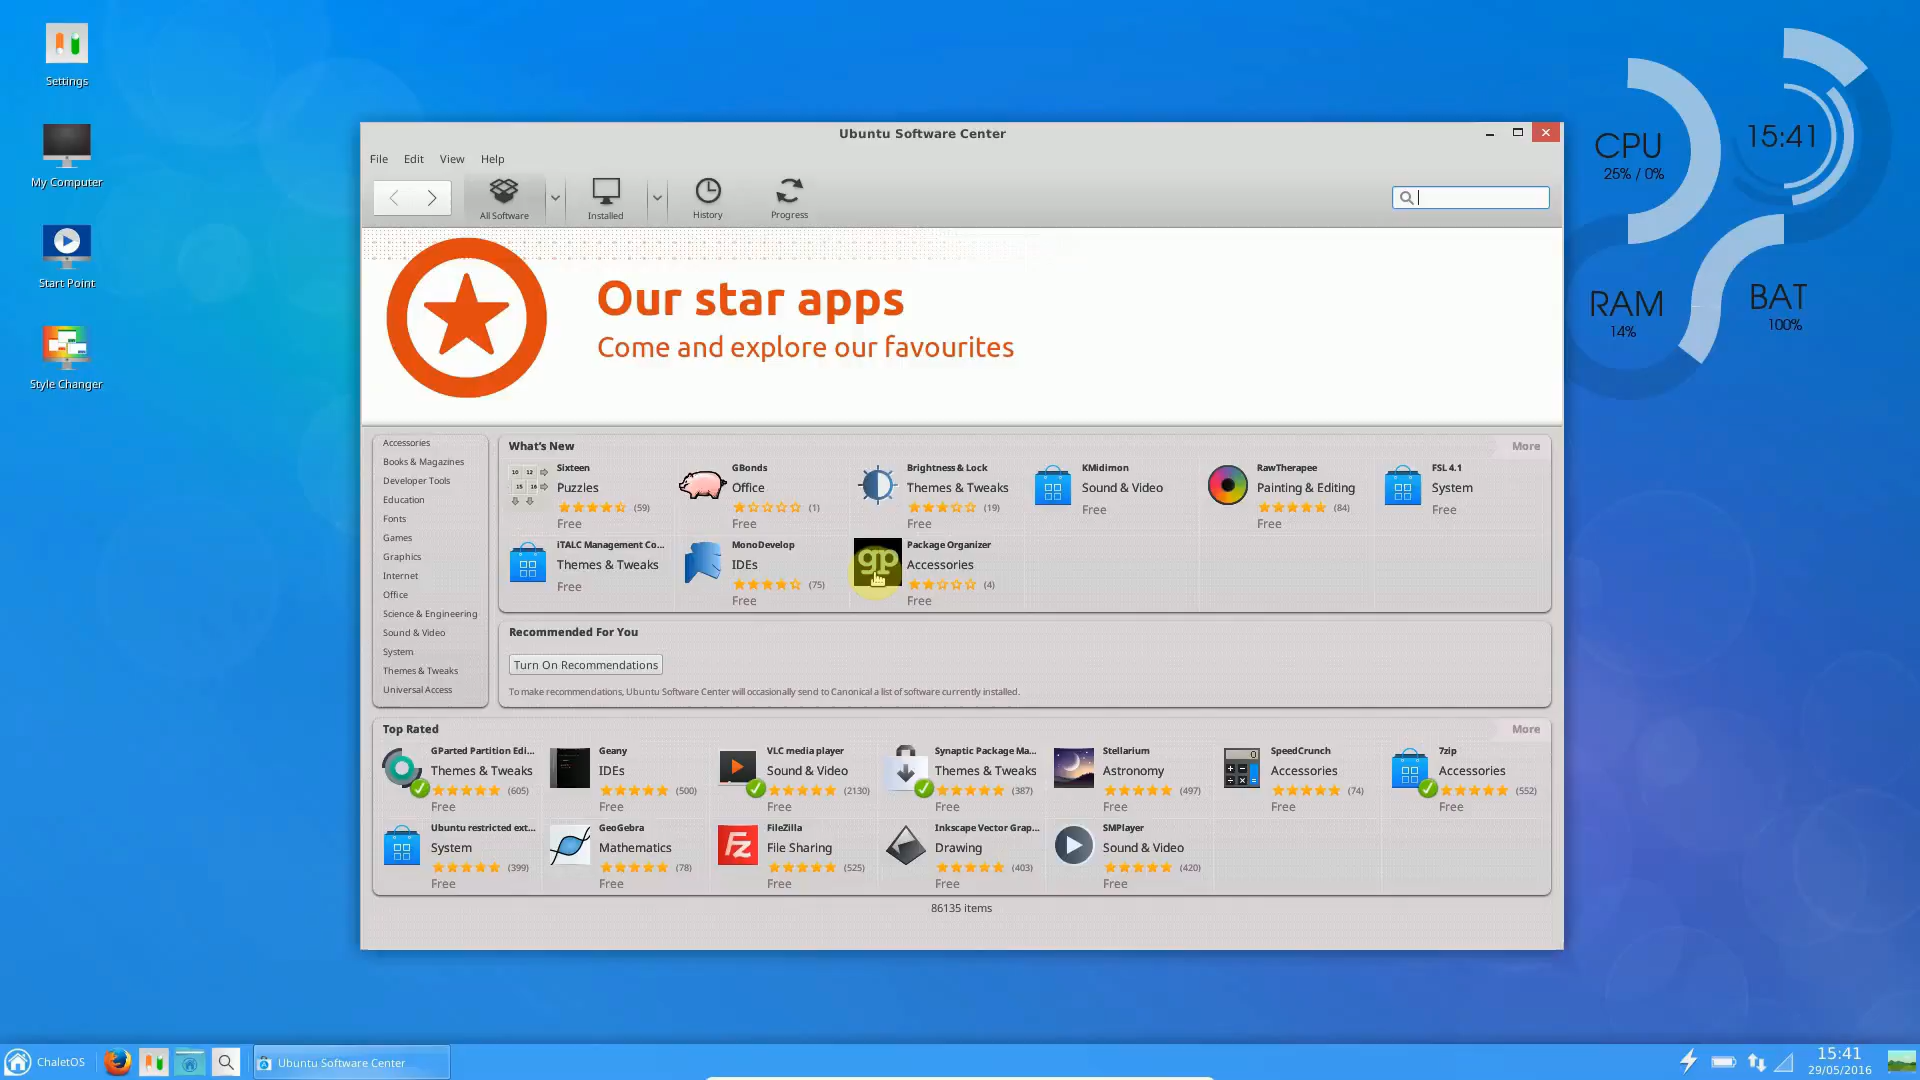 Settings
My Computer
Start Point
Style Changer
CPU
25% / 0%
15:41
RAM
14%
BAT
100%
Ubuntu Software Center
File Edit View Help
All Software
Installed
History
Progress
Our star apps
Come and explore our favourites
Accessories
Books & Magazines
Developer Tools
Education
Fonts
Games
Graphics
Internet
Office
Science & Engineering
Sound & Video
System
Themes & Tweaks
Universal Access
What's New
More
Sixteen
Puzzles
(59)
Free
GBonds
Office
(1)
Free
Brightness & Lock
Themes & Tweaks
(19)
Free
KMidimon
Sound & Video
Free
RawTherapee
Painting & Editing
(84)
Free
FSL 4.1
System
Free
iTALC Management Co...
Themes & Tweaks
Free
MonoDevelop
IDEs
(75)
Free
gp
Package Organizer
Accessories
(4)
Free
Recommended For You
Turn On Recommendations
To make recommendations, Ubuntu Software Center will occasionally send to Canonical a list of software currently installed.
Top Rated
More
GParted Partition Edi...
Themes & Tweaks
(605)
Free
Geany
IDEs
(500)
Free
VLC media player
Sound & Video
(2130)
Free
Synaptic Package Ma...
Themes & Tweaks
(387)
Free
Stellarium
Astronomy
(497)
Free
SpeedCrunch
Accessories
(74)
Free
7zip
Accessories
(552)
Free
Ubuntu restricted ext...
System
(399)
Free
GeoGebra
Mathematics
(78)
Free
Fz
FileZilla
File Sharing
(525)
Free
Inkscape Vector Grap...
Drawing
(403)
Free
SMPlayer
Sound & Video
(420)
Free
86135 items
ChaletOS
Ubuntu Software Center
15:41
29/05/2016